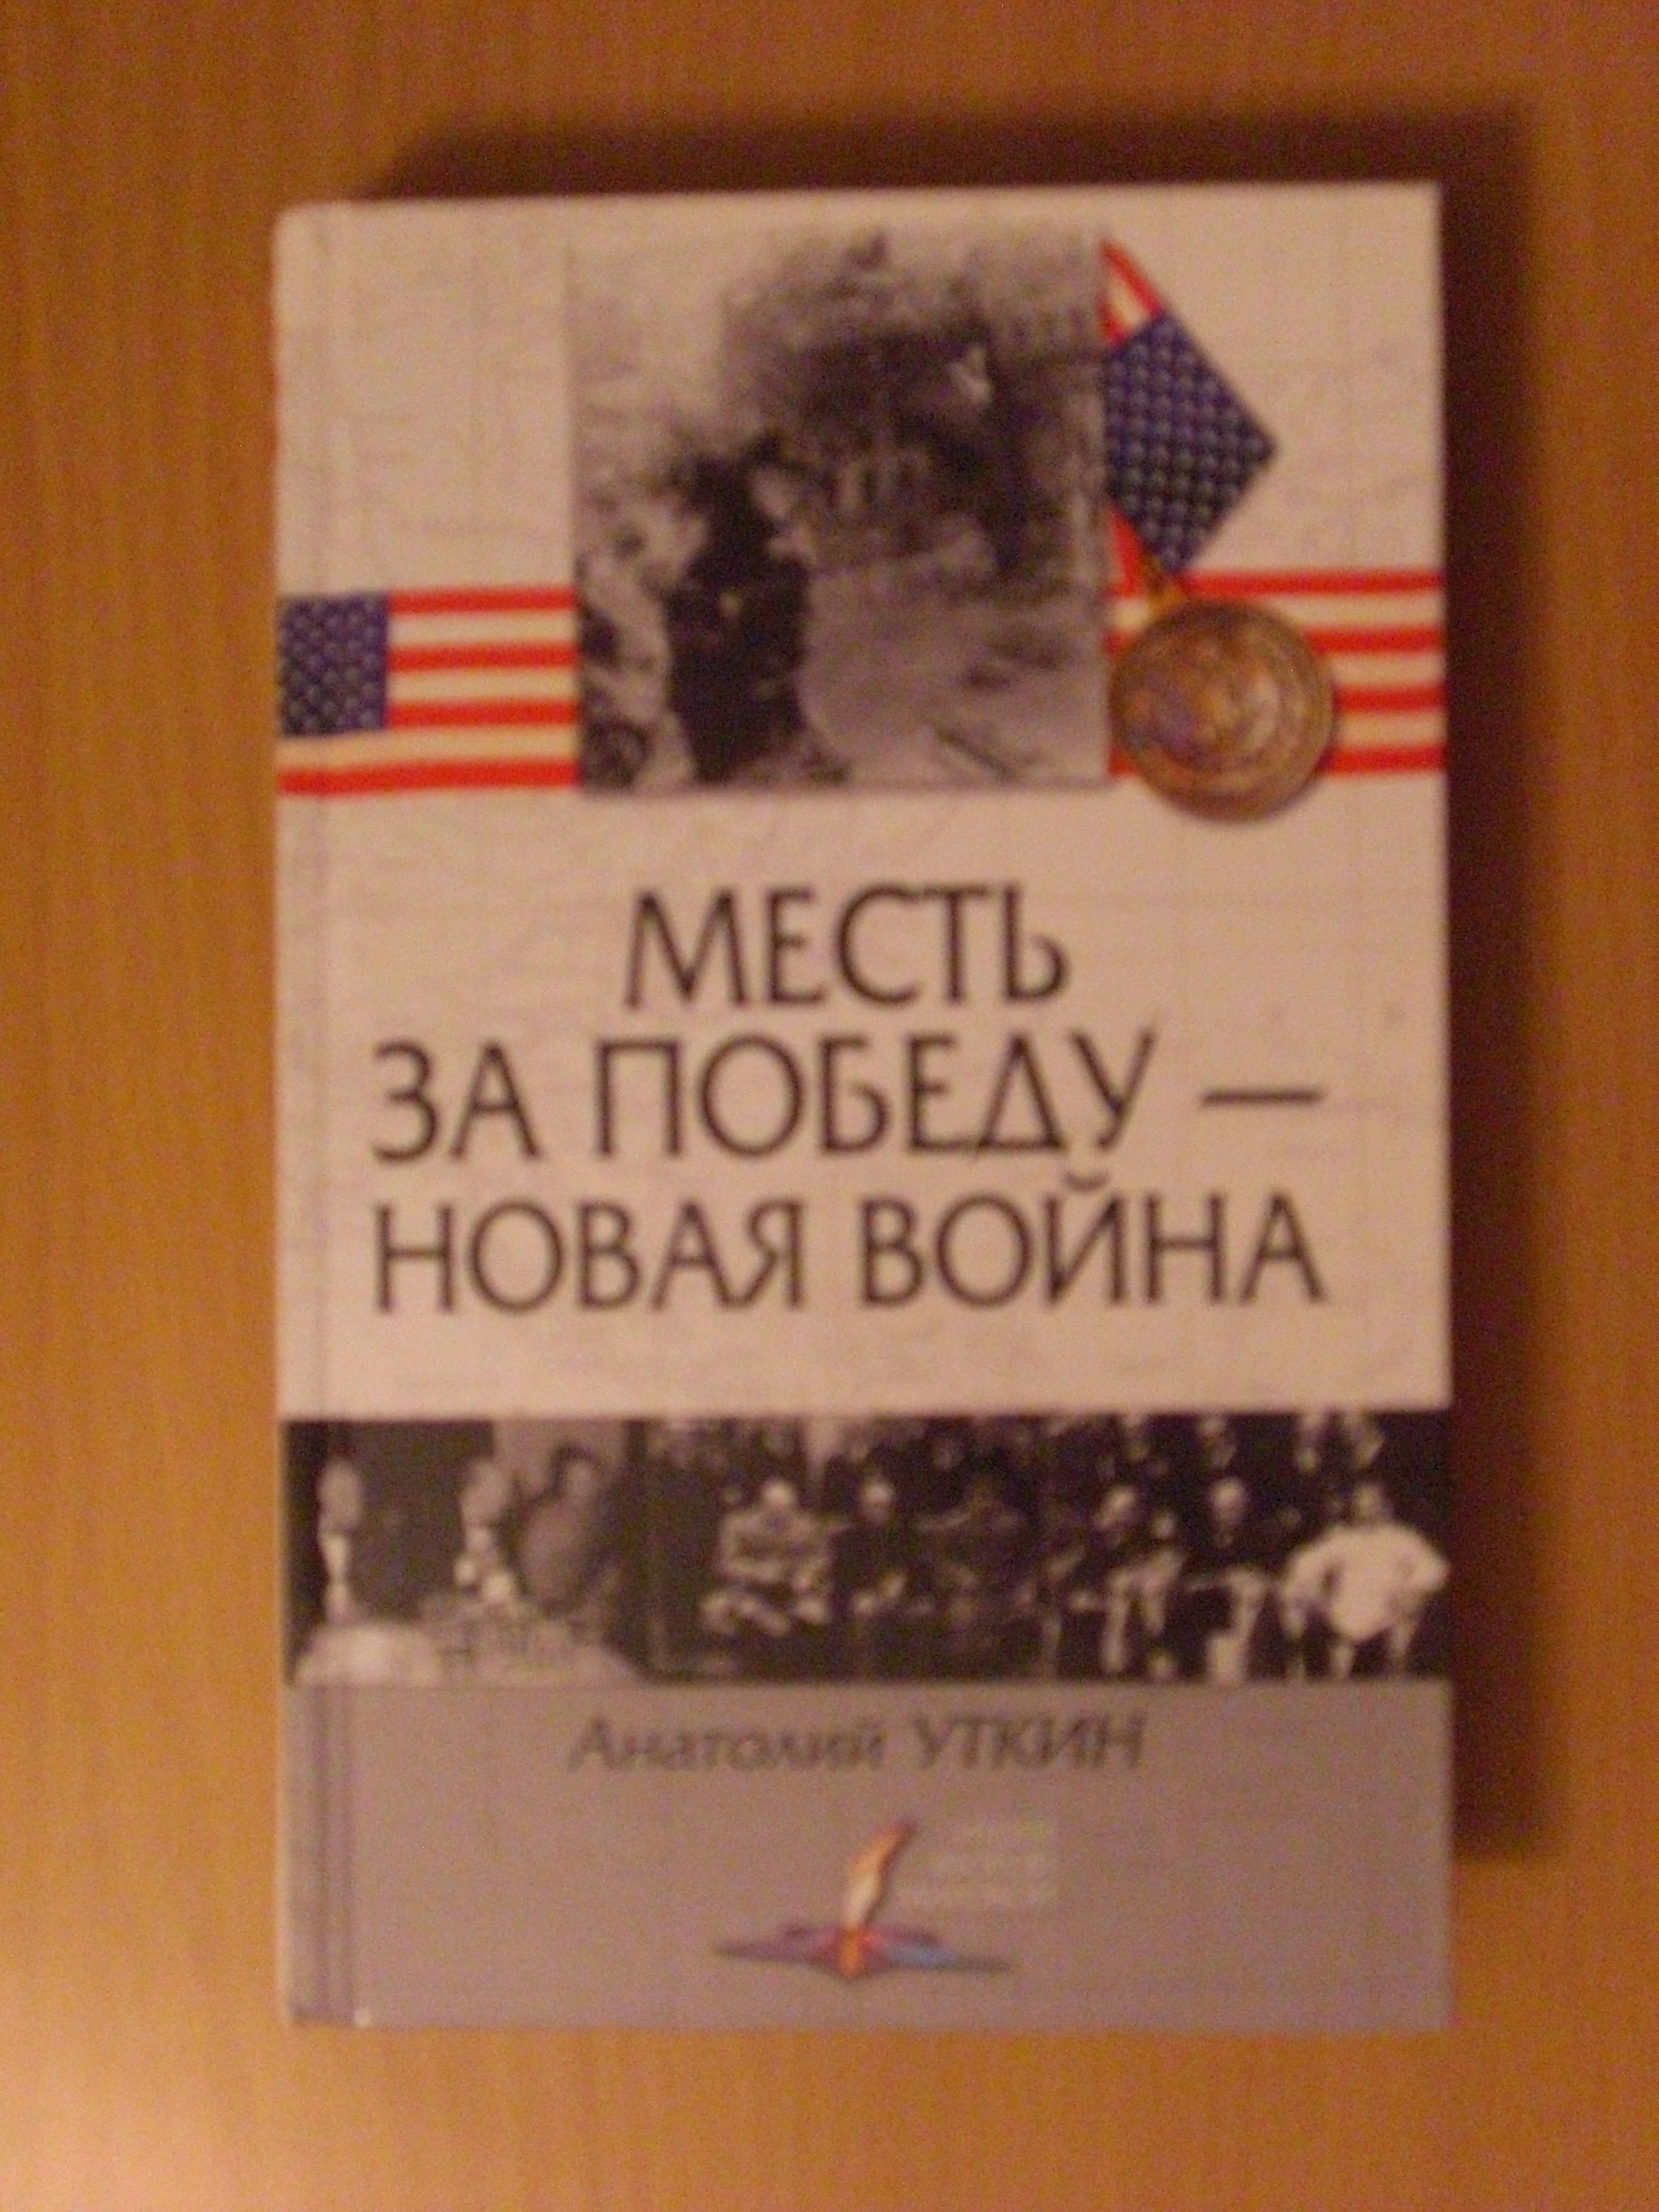 МЕСТЬ
ЗА ПОБЕДУ —
НОВАЯ ВОЙНА
Анатолий УТКИН